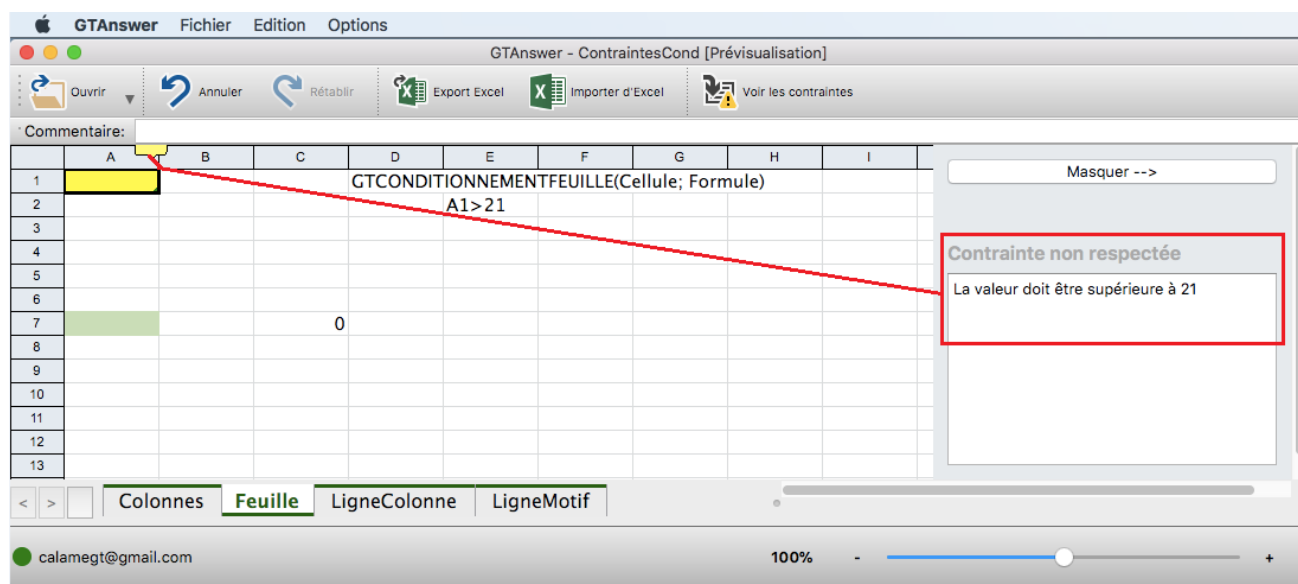 GTAnswer Fichier Edition Options
GTAnswer - ContraintesCond [Prévisualisation]
Ouvrir Annuler Rétablir Export Excel Importer d'Excel Voir les contraintes
Commentaire:
A B C D E F G H I
Masquer -->
1 GTCONDITIONNEMENTFEUILLE(Cellule; Formule)
2 A1>21
3
4 Contrainte non respectée
5
6 La valeur doit être supérieure à 21
7 0
8
9
10
11
12
13
< > Colonnes Feuille LigneColonne LigneMotif
calamegt@gmail.com 100% - +